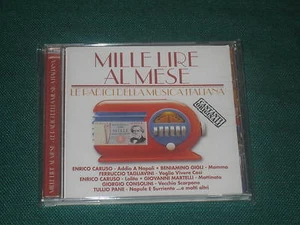 MILLE LIRE
AL MESE
LE RADICI DELLA MUSICA ITALIANA
ENRICO CARUSO - Addio A Napoli • BENIAMINO GIGLI - Mamma
FERRUCCIO TAGLIAVINI - Voglio Vivere Così
ENRICO CARUSO - Lolita • GIOVANNI MARTELLI - Mattinata
GIORGIO CONSOLINI - Vecchio Scarpone
TULLIO PANE - Napule E Surriento ...e molti altri